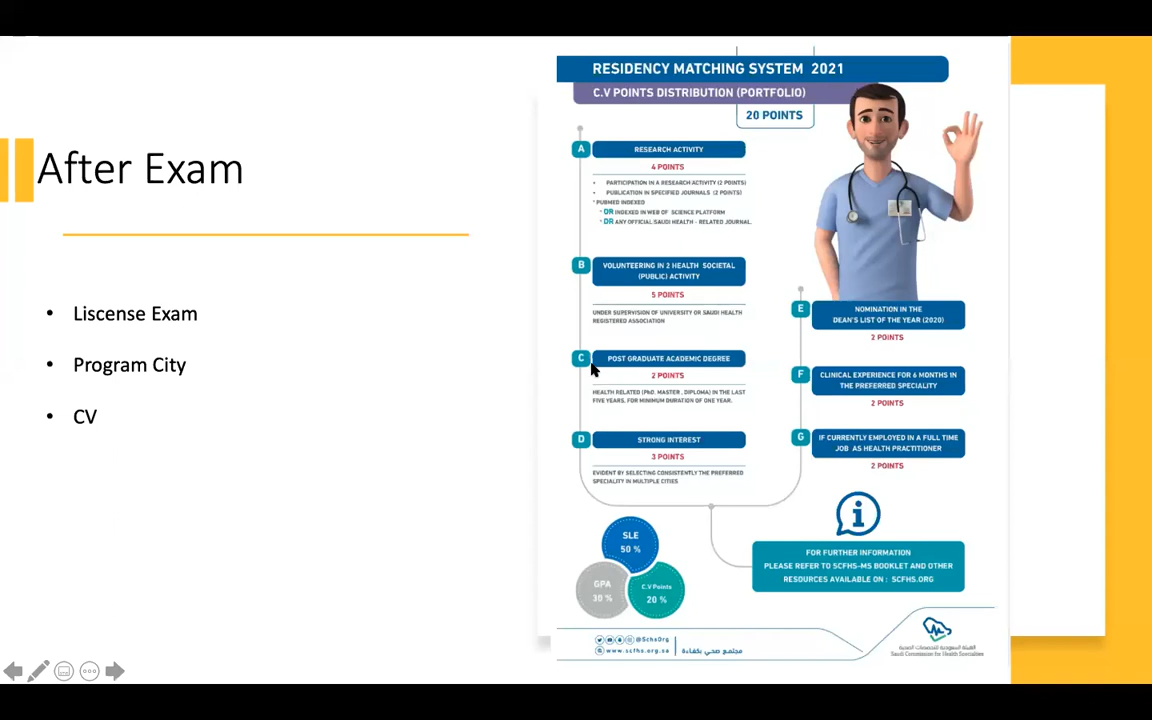 After Exam
• Liscense Exam
• Program City
• CV
RESIDENCY MATCHING SYSTEM 2021
C.V POINTS DISTRIBUTION (PORTFOLIO)
20 POINTS
A
RESEARCH ACTIVITY
4 POINTS
• PARTICIPATION IN A RESEARCH ACTIVITY (2 POINTS)
• PUBLICATION IN SPECIFIED JOURNALS (2 POINTS)
* PUBMED INDEXED
* OR INDEXED IN WEB OF SCIENCE PLATFORM
* OR ANY OFFICIAL SAUDI HEALTH - RELATED JOURNAL.
B
VOLUNTEERING IN 2 HEALTH SOCIETAL
(PUBLIC) ACTIVITY
5 POINTS
UNDER SUPERVISION OF UNIVERSITY OR SAUDI HEALTH
REGISTERED ASSOCIATION
C
POST GRADUATE ACADEMIC DEGREE
2 POINTS
HEALTH RELATED (PhD, MASTER , DIPLOMA) IN THE LAST
FIVE YEARS, FOR MINIMUM DURATION OF ONE YEAR.
D
STRONG INTEREST
3 POINTS
EVIDENT BY SELECTING CONSISTENTLY THE PREFERRED
SPECIALITY IN MULTIPLE CITIES
E
NOMINATION IN THE
DEAN'S LIST OF THE YEAR (2020)
2 POINTS
F
CLINICAL EXPERIENCE FOR 6 MONTHS IN
THE PREFERRED SPECIALITY
2 POINTS
G
IF CURRENTLY EMPLOYED IN A FULL TIME
JOB AS HEALTH PRACTITIONER
2 POINTS
SLE
50 %
GPA
30 %
C.V Points
20 %
FOR FURTHER INFORMATION
PLEASE REFER TO SCFHS-MS BOOKLET AND OTHER
RESOURCES AVAILABLE ON : SCFHS.ORG
@SchsOrg
www.scfhs.org.sa
مجتمع صحي بكفاءة
الهيئة السعودية للتخصصات الصحية
Saudi Commission for Health Specialties